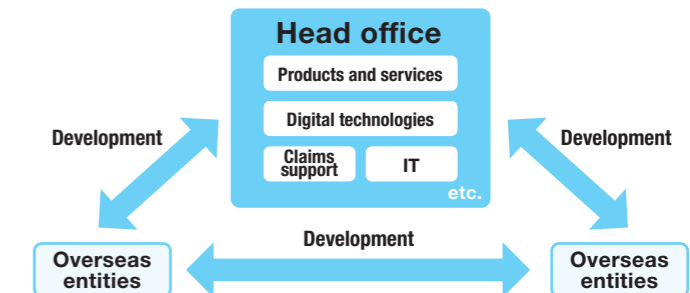 Head office
Products and services
Digital technologies
Claims
support
IT
etc.
Development
Development
Development
Overseas
entities
Overseas
entities